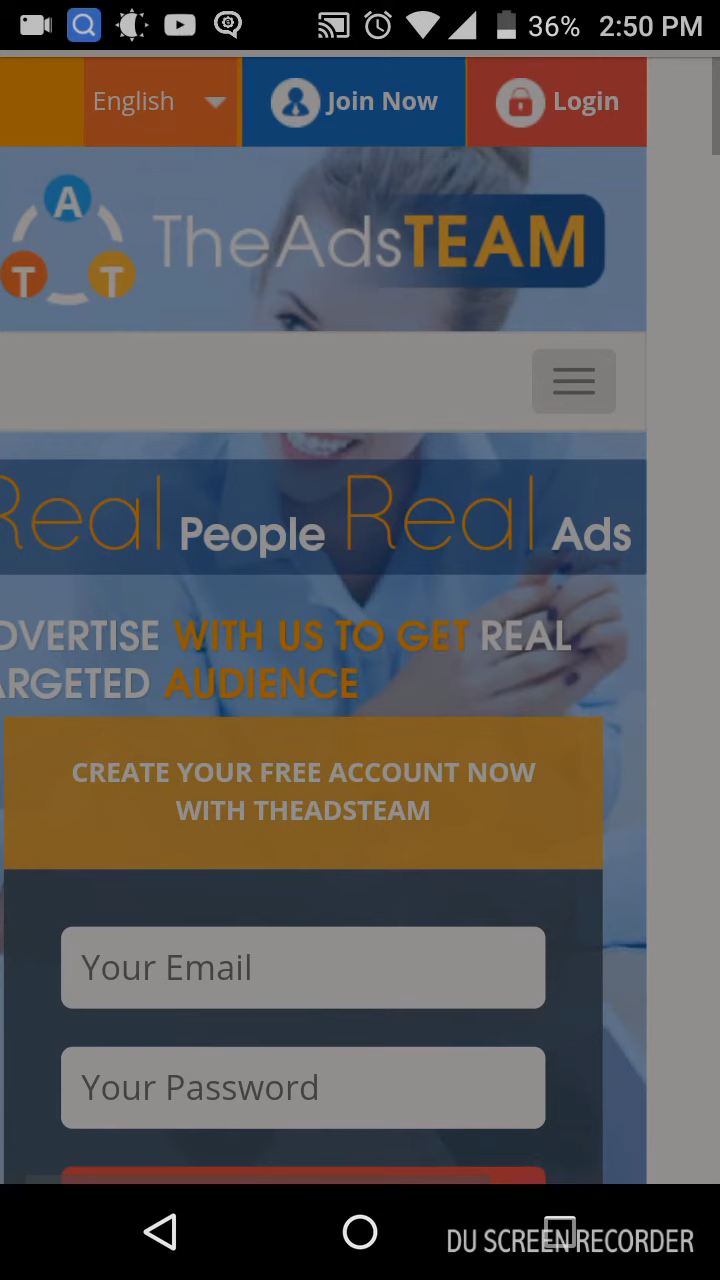 36% 2:50 PM
English Join Now Login
A
T T
TheAdsTEAM
Real People Real Ads
DVERTISE WITH US TO GET REAL
ARGETED AUDIENCE
CREATE YOUR FREE ACCOUNT NOW
WITH THEADSTEAM
Your Email
Your Password
DU SCREEN RECORDER